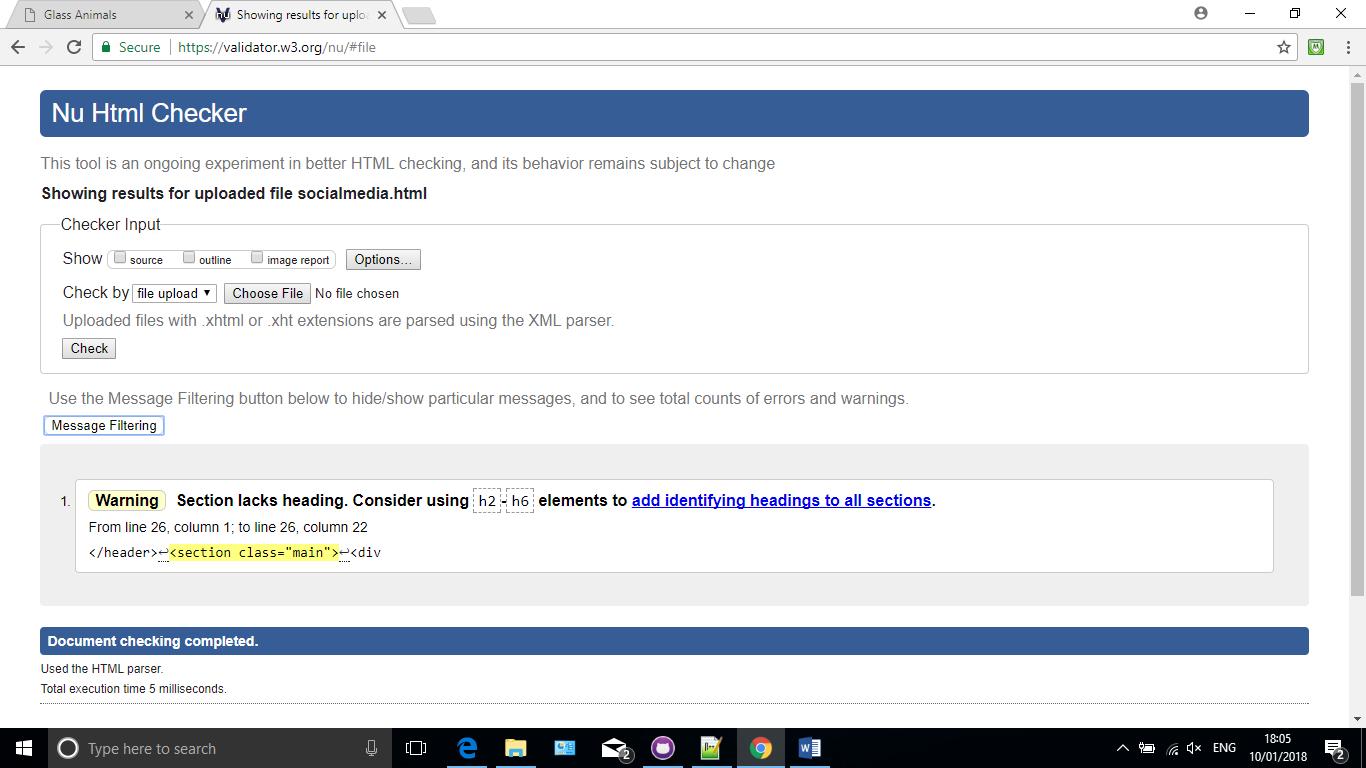 Glass Animals
Showing results for uplo
Secure https://validator.w3.org/nu/#file
Nu Html Checker
This tool is an ongoing experiment in better HTML checking, and its behavior remains subject to change
Showing results for uploaded file socialmedia.html
Checker Input
Show source outline image report Options...
Check by file upload Choose File No file chosen
Uploaded files with .xhtml or .xht extensions are parsed using the XML parser.
Check
Use the Message Filtering button below to hide/show particular messages, and to see total counts of errors and warnings.
Message Filtering
1. Warning Section lacks heading. Consider using h2-h6 elements to add identifying headings to all sections.
From line 26, column 1; to line 26, column 22
</header>↩<section class="main">↩<div
Document checking completed.
Used the HTML parser.
Total execution time 5 milliseconds.
Type here to search
2
ENG
18:05
10/01/2018
2